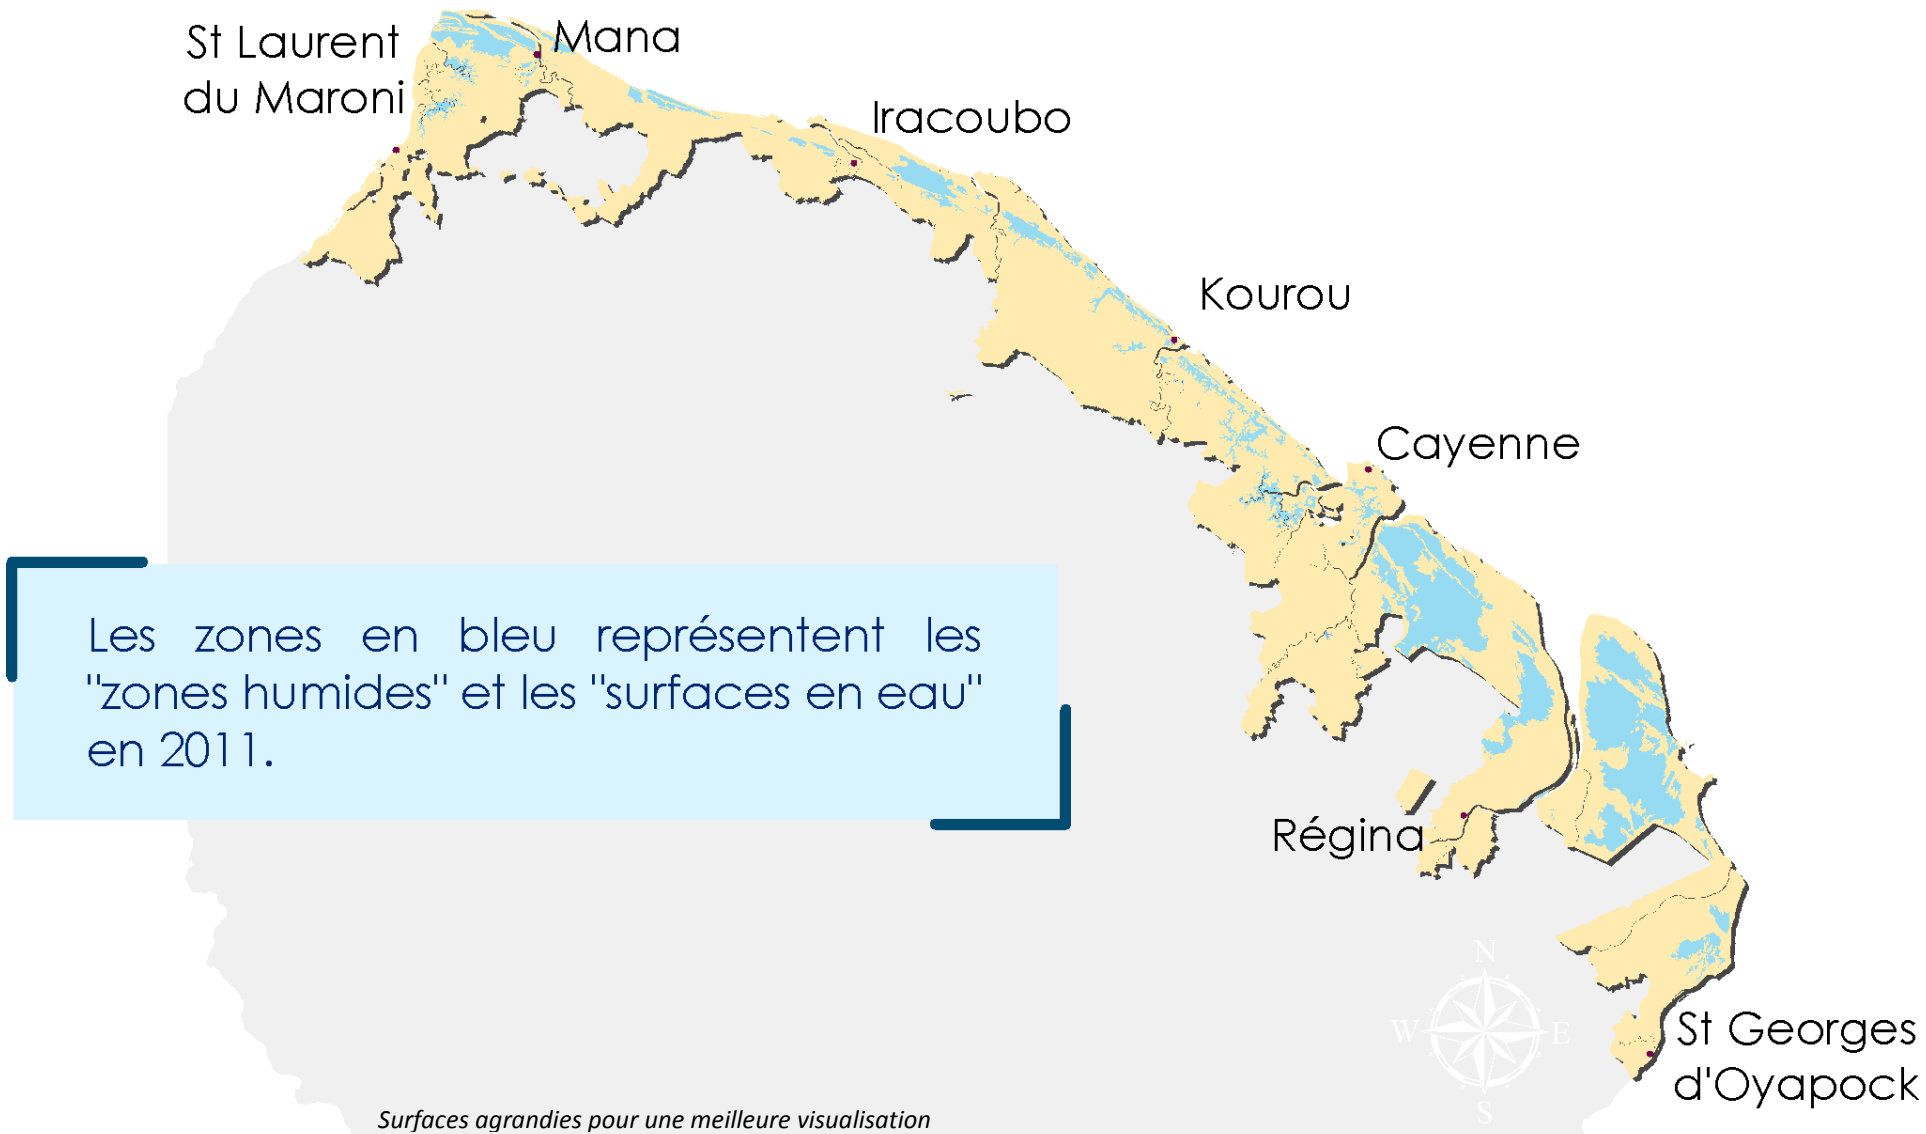 St Laurent
du Maroni
Mana
Iracoubo
Kourou
Cayenne
Les zones en bleu représentent les
"zones humides" et les "surfaces en eau"
en 2011.
Régina
N
W
E
S
St Georges
d'Oyapock
Surfaces agrandies pour une meilleure visualisation